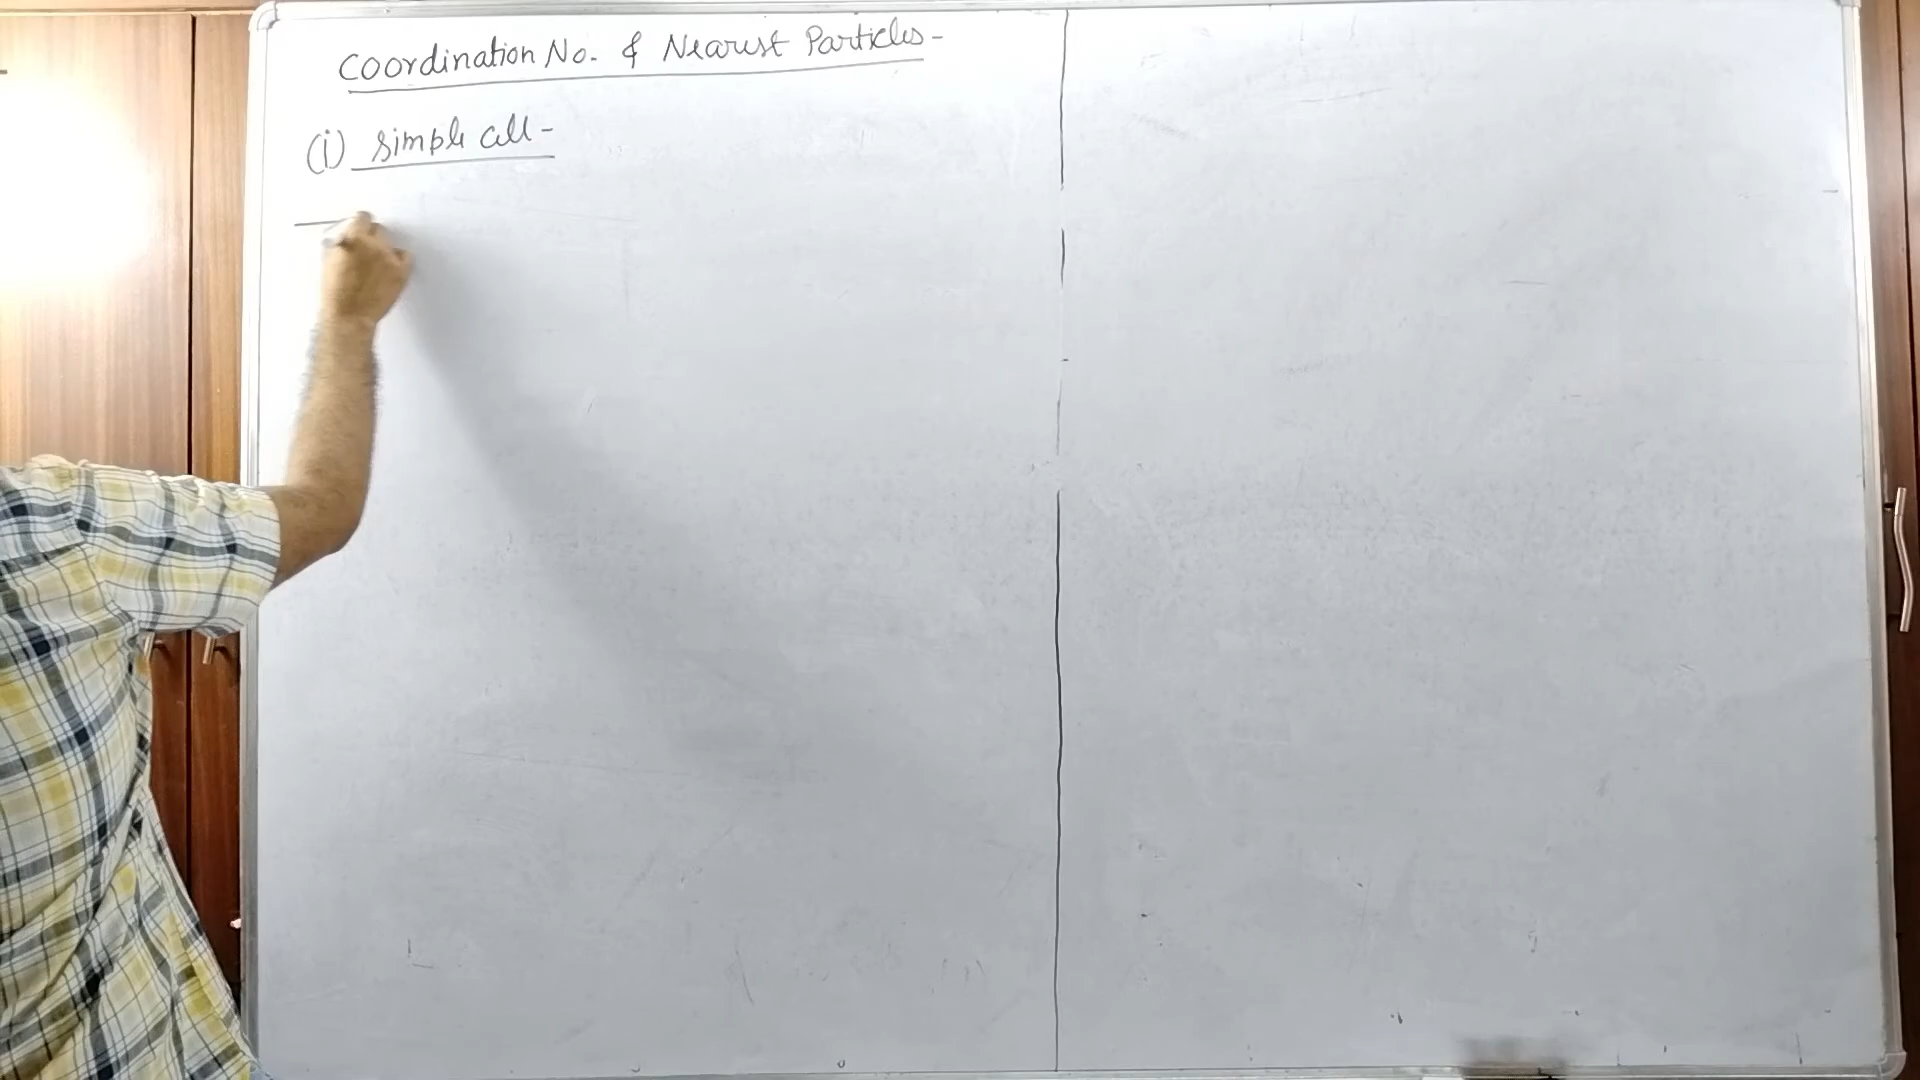 Coordination No. & Nearest Particles-
(i) simple cell-